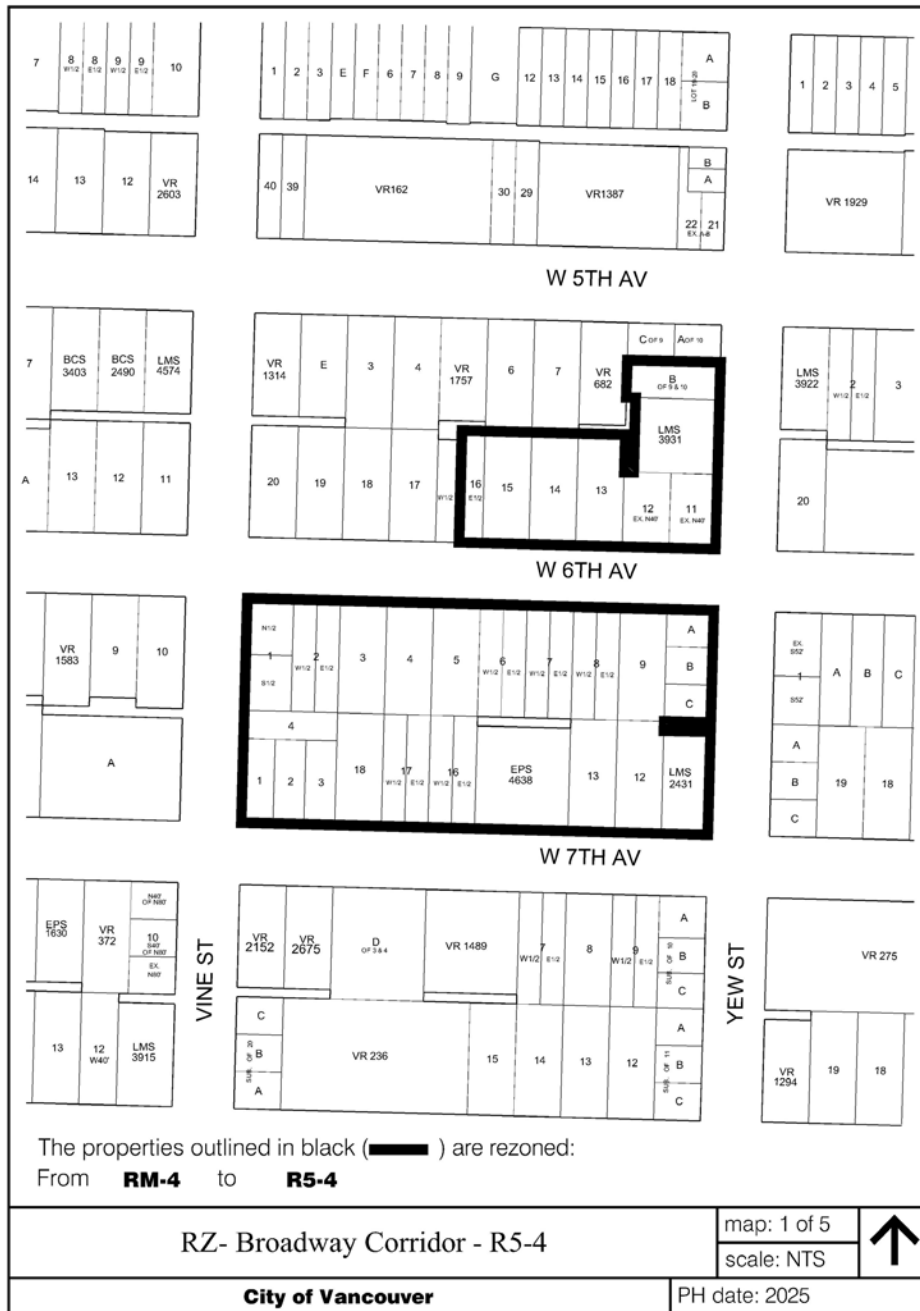 7 8 W1/2 8 E1/2 9 W1/2 9 E1/2 10
1 2 3 E F 6 7 8 9 G 12 13 14 15 16 17 18 LOT 19-20 A
B
1 2 3 4 5
14 13 12 VR 2603
40 39 VR162 30 29 VR1387 B
A
22 21
EX. A-B
VR 1929
W 5TH AV
7 BCS 3403 BCS 2490 LMS 4574
VR 1314 E 3 4 VR 1757 6 7 VR 682 C OF 9 A OF 10
B
OF 9 & 10
LMS 3931
LMS 3922 2 W1/2 E1/2 3
A 13 12 11
20 19 18 17 W1/2 16 E1/2 15 14 13 12 EX. N40' 11 EX. N40'
20
W 6TH AV
VR 1583 9 10
N1/2
1
S1/2
2 W1/2 E1/2 3 4 5 6 W1/2 E1/2 7 W1/2 E1/2 8 W1/2 E1/2 9 A
B
C
EX. S52'
1
S52'
A B C
A
4
1 2 3 18 17 W1/2 E1/2 16 W1/2 E1/2 EPS 4638 13 12 LMS 2431
A
B
C
19 18
W 7TH AV
EPS 1630 VR 372 N40' OF N80'
10
S40' OF N80'
EX. N80'
VINE ST
VR 2152 VR 2675 D OF 3 & 4 VR 1489 7 W1/2 E1/2 8 9 W1/2 E1/2 SUB. OF 10 A
B
C
YEW ST
VR 275
13 12 W40' LMS 3915
C
B
A
SUB. OF 20
VR 236 15 14 13 12 SUB. OF 11 A
B
C
VR 1294 19 18
The properties outlined in black ( ) are rezoned:
From RM-4 to R5-4
RZ- Broadway Corridor - R5-4
map: 1 of 5
scale: NTS
City of Vancouver
PH date: 2025